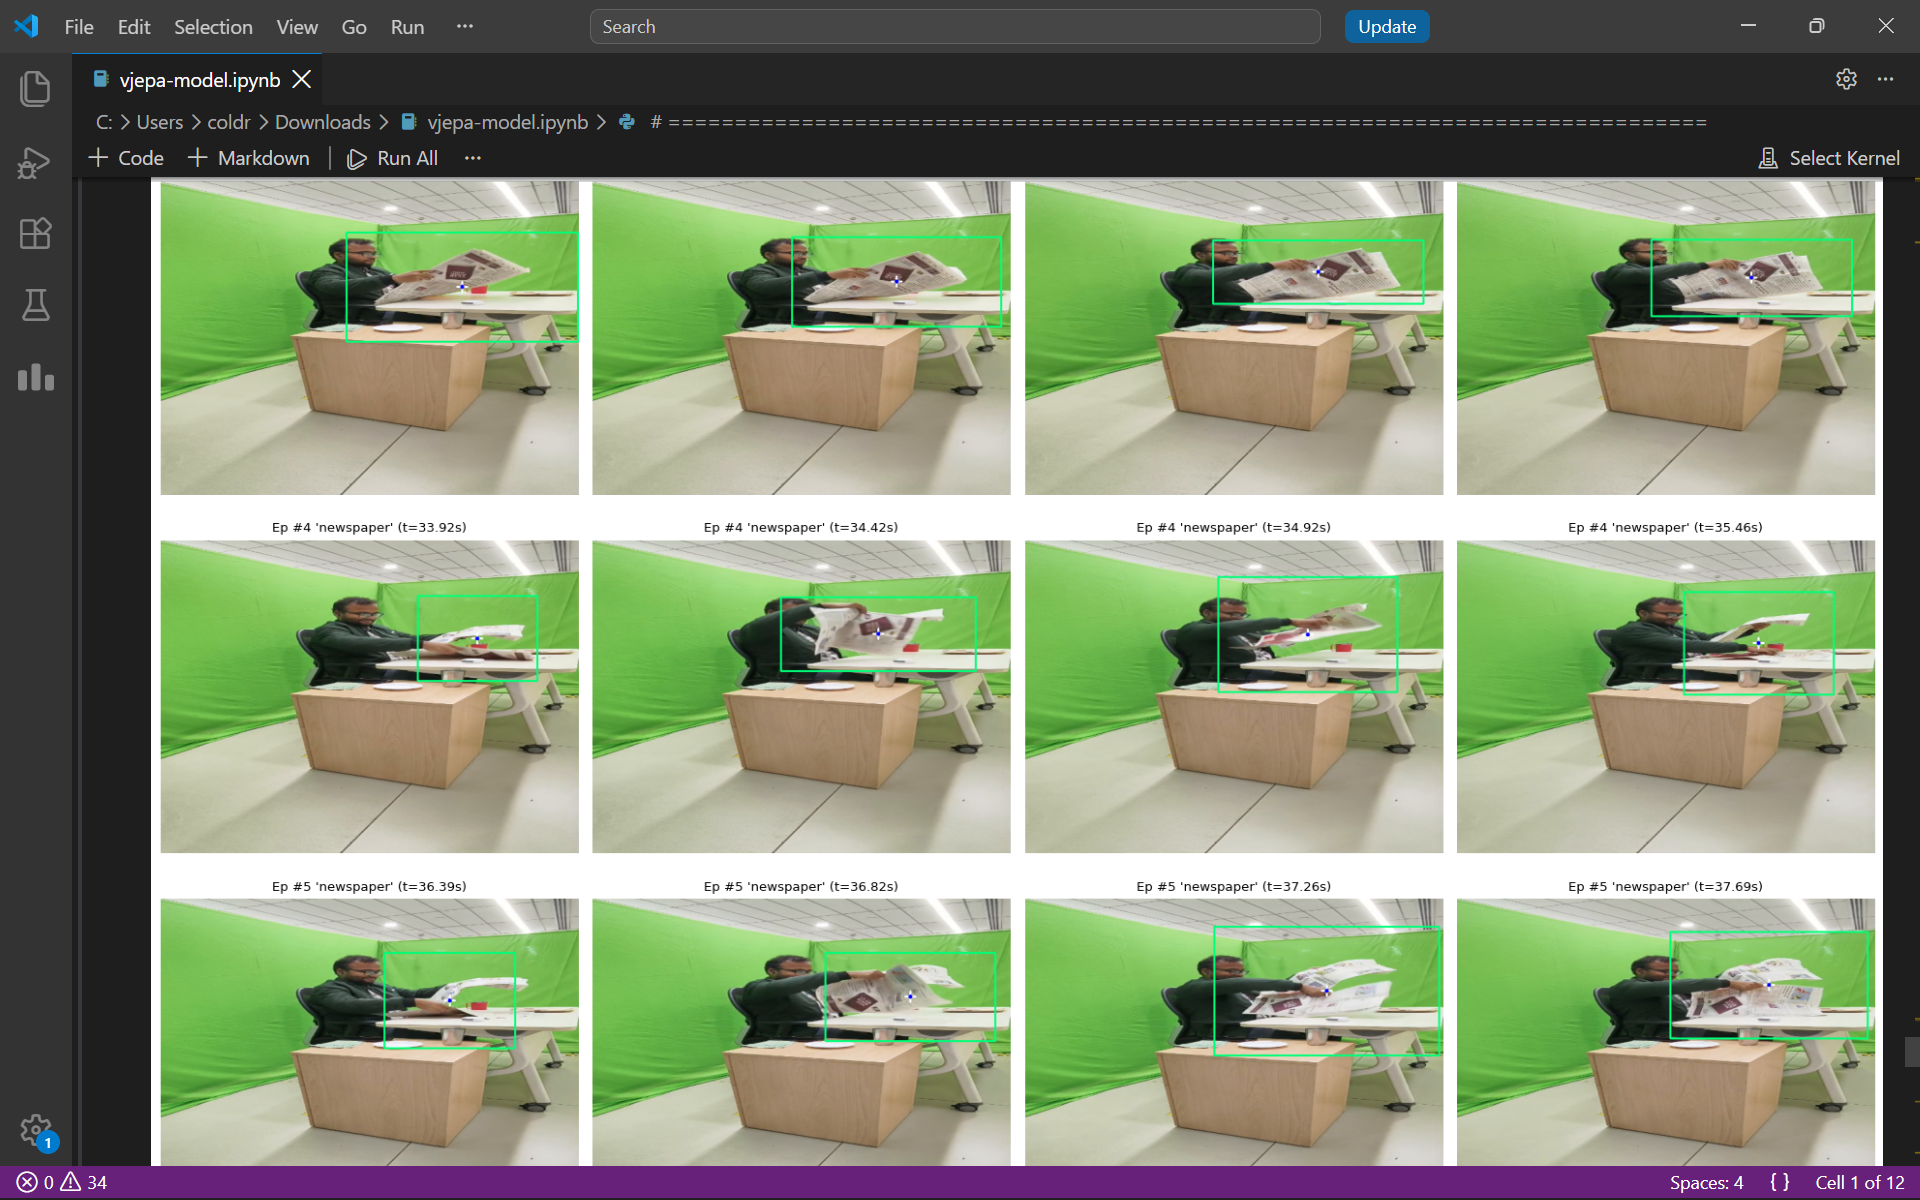 File Edit Selection View Go Run ··· Search Update
vjepa-model.ipynb
C: > Users > coldr > Downloads > vjepa-model.ipynb > # ==============================================================================
+ Code + Markdown Run All ··· Select Kernel
Ep #4 'newspaper' (t=33.92s) Ep #4 'newspaper' (t=34.42s) Ep #4 'newspaper' (t=34.92s) Ep #4 'newspaper' (t=35.46s)
Ep #5 'newspaper' (t=36.39s) Ep #5 'newspaper' (t=36.82s) Ep #5 'newspaper' (t=37.26s) Ep #5 'newspaper' (t=37.69s)
1
0 34 Spaces: 4 {} Cell 1 of 12